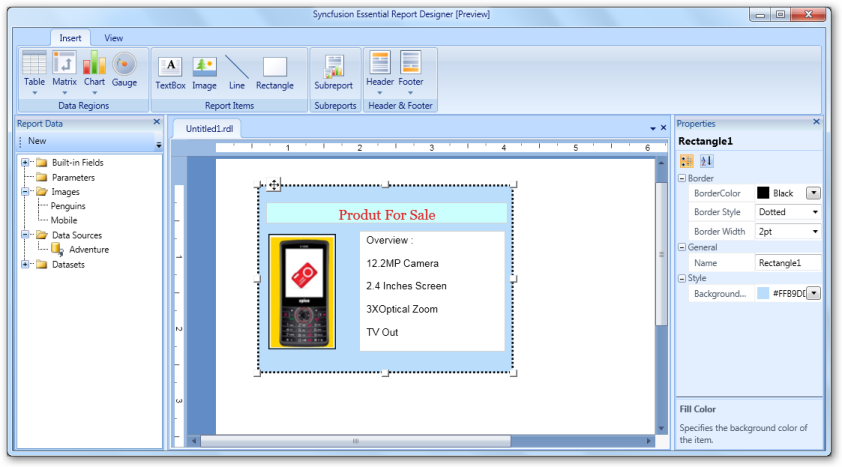 Syncfusion Essential Report Designer [Preview]
Insert View
Table Matrix Chart Gauge TextBox Image Line Rectangle Subreport Header Footer
Data Regions Report Items Subreports Header & Footer
Report Data
New
Built-in Fields
Parameters
Images
Penguins
Mobile
Data Sources
Adventure
Datasets
Untitled1.rdl
1 2 3 4 5 6
1
2
3
Produt For Sale
Overview :
12.2MP Camera
2.4 Inches Screen
3XOptical Zoom
TV Out
Properties
Rectangle1
Border
BorderColor Black
Border Style Dotted
Border Width 2pt
General
Name Rectangle1
Style
Background... #FFB9DD
Fill Color
Specifies the background color of
the item.